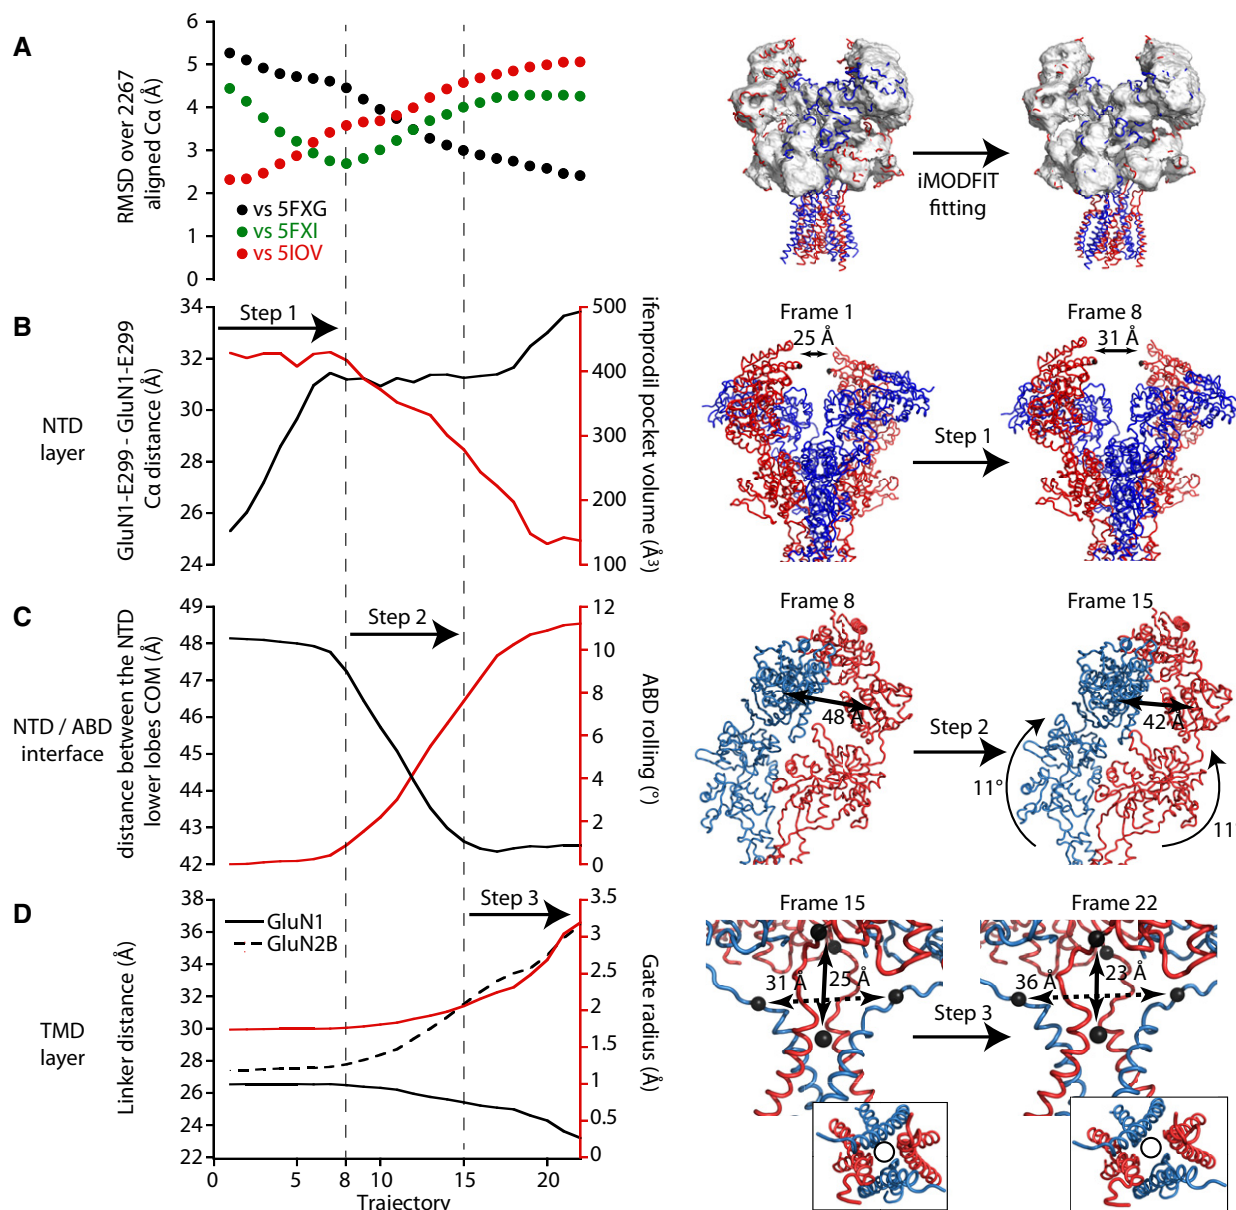 A
RMSD over 2267
aligned Cα (Å)
6
5
4
3
2
1
0
vs 5FXG
vs 5FXI
vs 5IOV
iMODFIT
fitting
B
NTD
layer
GluN1-E299 - GluN1-E299
Cα distance (Å)
34
32
30
28
26
24
Step 1
500
400
300
200
100
ifenprodil pocket volume (Å³)
Frame 1
25 Å
Step 1
Frame 8
31 Å
C
NTD / ABD
interface
distance between the NTD
lower lobes COM (Å)
49
48
47
46
45
44
43
42
Step 2
12
10
8
6
4
2
0
ABD rolling (°)
Frame 8
48 Å
Step 2
Frame 15
42 Å
11°
11°
D
TMD
layer
Linker distance (Å)
38
36
34
32
30
28
26
24
22
GluN1
GluN2B
Step 3
3.5
3
2.5
2
1.5
1
0.5
0
Gate radius (Å)
0
5
8
10
15
20
Trajectory
Frame 15
31 Å
25 Å
Step 3
Frame 22
36 Å
23 Å